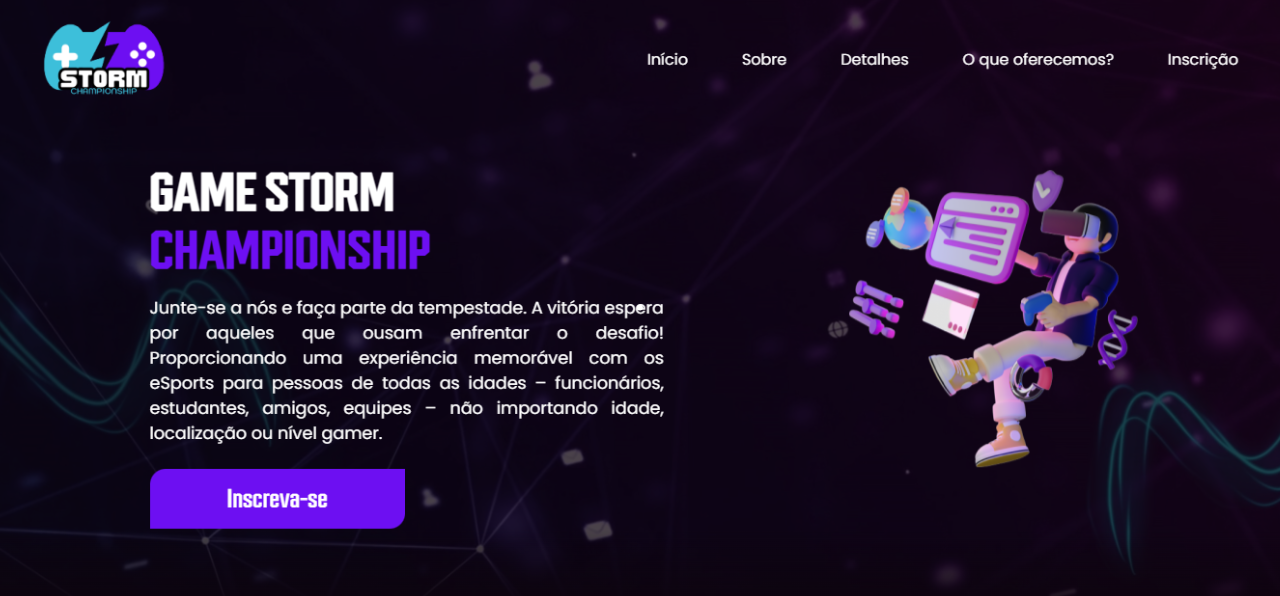 STORM
CHAMPIONSHIP
Início Sobre Detalhes O que oferecemos? Inscrição
GAME STORM
CHAMPIONSHIP
Junte-se a nós e faça parte da tempestade. A vitória espera
por aqueles que ousam enfrentar o desafio!
Proporcionando uma experiência memorável com os
eSports para pessoas de todas as idades – funcionários,
estudantes, amigos, equipes – não importando idade,
localização ou nível gamer.
Inscreva-se